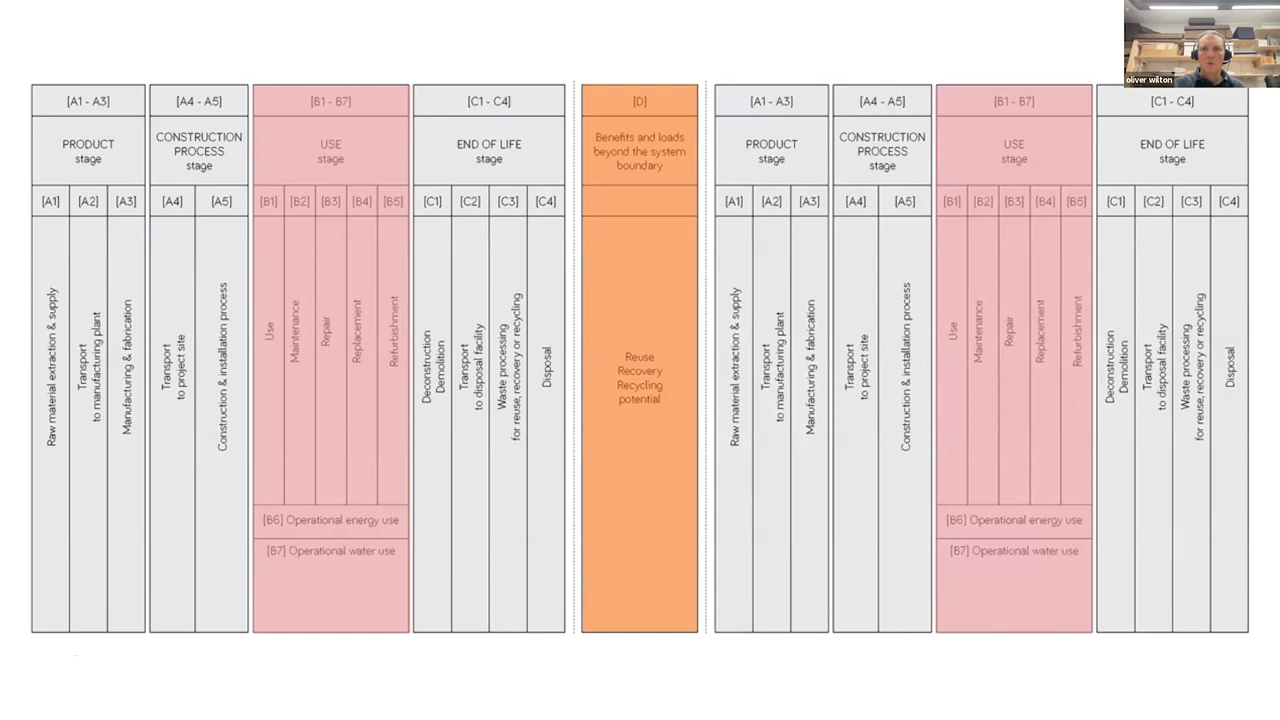 oliver wilton
[A1 - A3]
[A4 - A5]
[B1 - B7]
[C1 - C4]
[D]
[A1 - A3]
[A4 - A5]
[B1 - B7]
[C1 - C4]
PRODUCT
stage
CONSTRUCTION
PROCESS
stage
USE
stage
END OF LIFE
stage
Benefits and loads
beyond the system
boundary
PRODUCT
stage
CONSTRUCTION
PROCESS
stage
USE
stage
END OF LIFE
stage
[A1]
[A2]
[A3]
[A4]
[A5]
[B1]
[B2]
[B3]
[B4]
[B5]
[C1]
[C2]
[C3]
[C4]
[A1]
[A2]
[A3]
[A4]
[A5]
[B1]
[B2]
[B3]
[B4]
[B5]
[C1]
[C2]
[C3]
[C4]
Raw material extraction & supply
Transport
to manufacturing plant
Manufacturing & fabrication
Transport
to project site
Construction & installation process
Use
Maintenance
Repair
Replacement
Refurbishment
[B6] Operational energy use
[B7] Operational water use
Deconstruction
Demolition
Transport
to disposal facility
Waste processing
for reuse, recovery or recycling
Disposal
Reuse
Recovery
Recycling
potential
Raw material extraction & supply
Transport
to manufacturing plant
Manufacturing & fabrication
Transport
to project site
Construction & installation process
Use
Maintenance
Repair
Replacement
Refurbishment
[B6] Operational energy use
[B7] Operational water use
Deconstruction
Demolition
Transport
to disposal facility
Waste processing
for reuse, recovery or recycling
Disposal